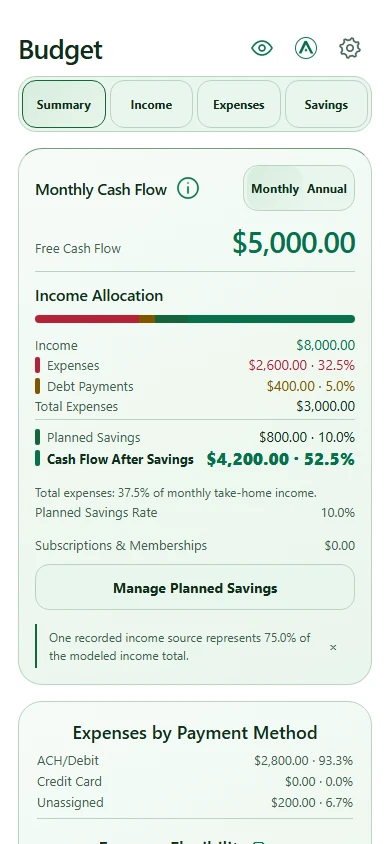 Budget
Summary
Income
Expenses
Savings
Monthly Cash Flow
Monthly Annual
Free Cash Flow $5,000.00
Income Allocation
Income $8,000.00
Expenses $2,600.00 · 32.5%
Debt Payments $400.00 · 5.0%
Total Expenses $3,000.00
Planned Savings $800.00 · 10.0%
Cash Flow After Savings $4,200.00 · 52.5%
Total expenses: 37.5% of monthly take-home income.
Planned Savings Rate 10.0%
Subscriptions & Memberships $0.00
Manage Planned Savings
One recorded income source represents 75.0% of
the modeled income total.
×
Expenses by Payment Method
ACH/Debit $2,800.00 · 93.3%
Credit Card $0.00 · 0.0%
Unassigned $200.00 · 6.7%